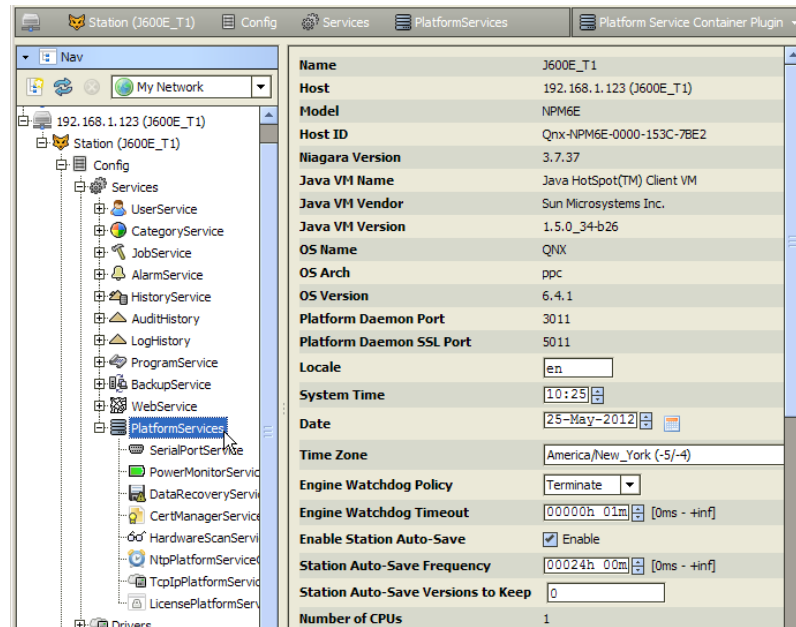 Station (J600E_T1) Config Services PlatformServices Platform Service Container Plugin
Nav
My Network
192.168.1.123 (J600E_T1)
Station (J600E_T1)
Config
Services
UserService
CategoryService
JobService
AlarmService
HistoryService
AuditHistory
LogHistory
ProgramService
BackupService
WebService
PlatformServices
SerialPortService
PowerMonitorServic
DataRecoveryServi
CertManagerService
HardwareScanServi
NtpPlatformService
TcpIpPlatformServic
LicensePlatformServ
Drivers
Name J600E_T1
Host 192.168.1.123 (J600E_T1)
Model NPM6E
Host ID Qnx-NPM6E-0000-153C-7BE2
Niagara Version 3.7.37
Java VM Name Java HotSpot(TM) Client VM
Java VM Vendor Sun Microsystems Inc.
Java VM Version 1.5.0_34-b26
OS Name QNX
OS Arch ppc
OS Version 6.4.1
Platform Daemon Port 3011
Platform Daemon SSL Port 5011
Locale en
System Time 10:25
Date 25-May-2012
Time Zone America/New_York (-5/-4)
Engine Watchdog Policy Terminate
Engine Watchdog Timeout 00000h 01m [0ms - +inf]
Enable Station Auto-Save Enable
Station Auto-Save Frequency 00024h 00m [0ms - +inf]
Station Auto-Save Versions to Keep 0
Number of CPUs 1